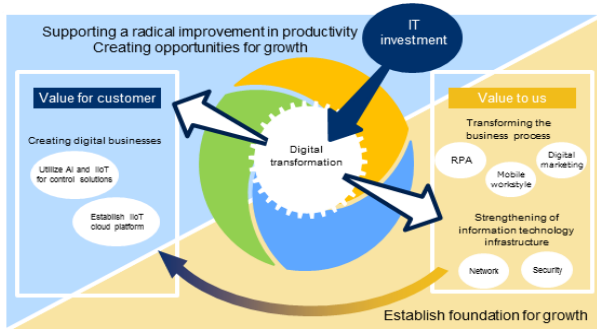 Supporting a radical improvement in productivity
Creating opportunities for growth
IT
investment
Value for customer
Creating digital businesses
Utilize AI and IIoT
for control solutions
Establish IIoT
cloud platform
Digital
transformation
Value to us
Transforming the
business process
RPA
Mobile
workstyle
Digital
marketing
Strengthening of
information technology
infrastructure
Network
Security
Establish foundation for growth